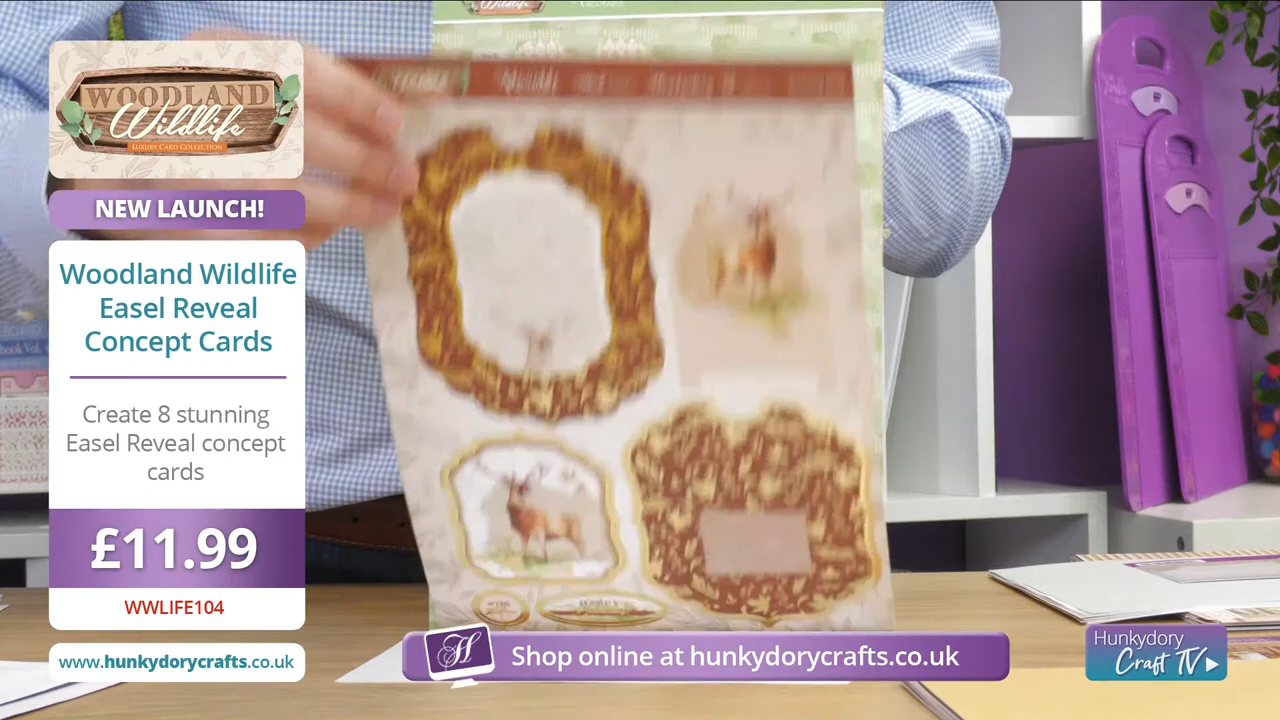 WOODLAND
Wildlife
LUXURY CARD COLLECTION
NEW LAUNCH!
Woodland Wildlife
Easel Reveal
Concept Cards
Create 8 stunning
Easel Reveal concept
cards
£11.99
WWLIFE104
www.hunkydorycrafts.co.uk
Wildlife
H
Shop online at hunkydorycrafts.co.uk
Hunkydory
Craft TV